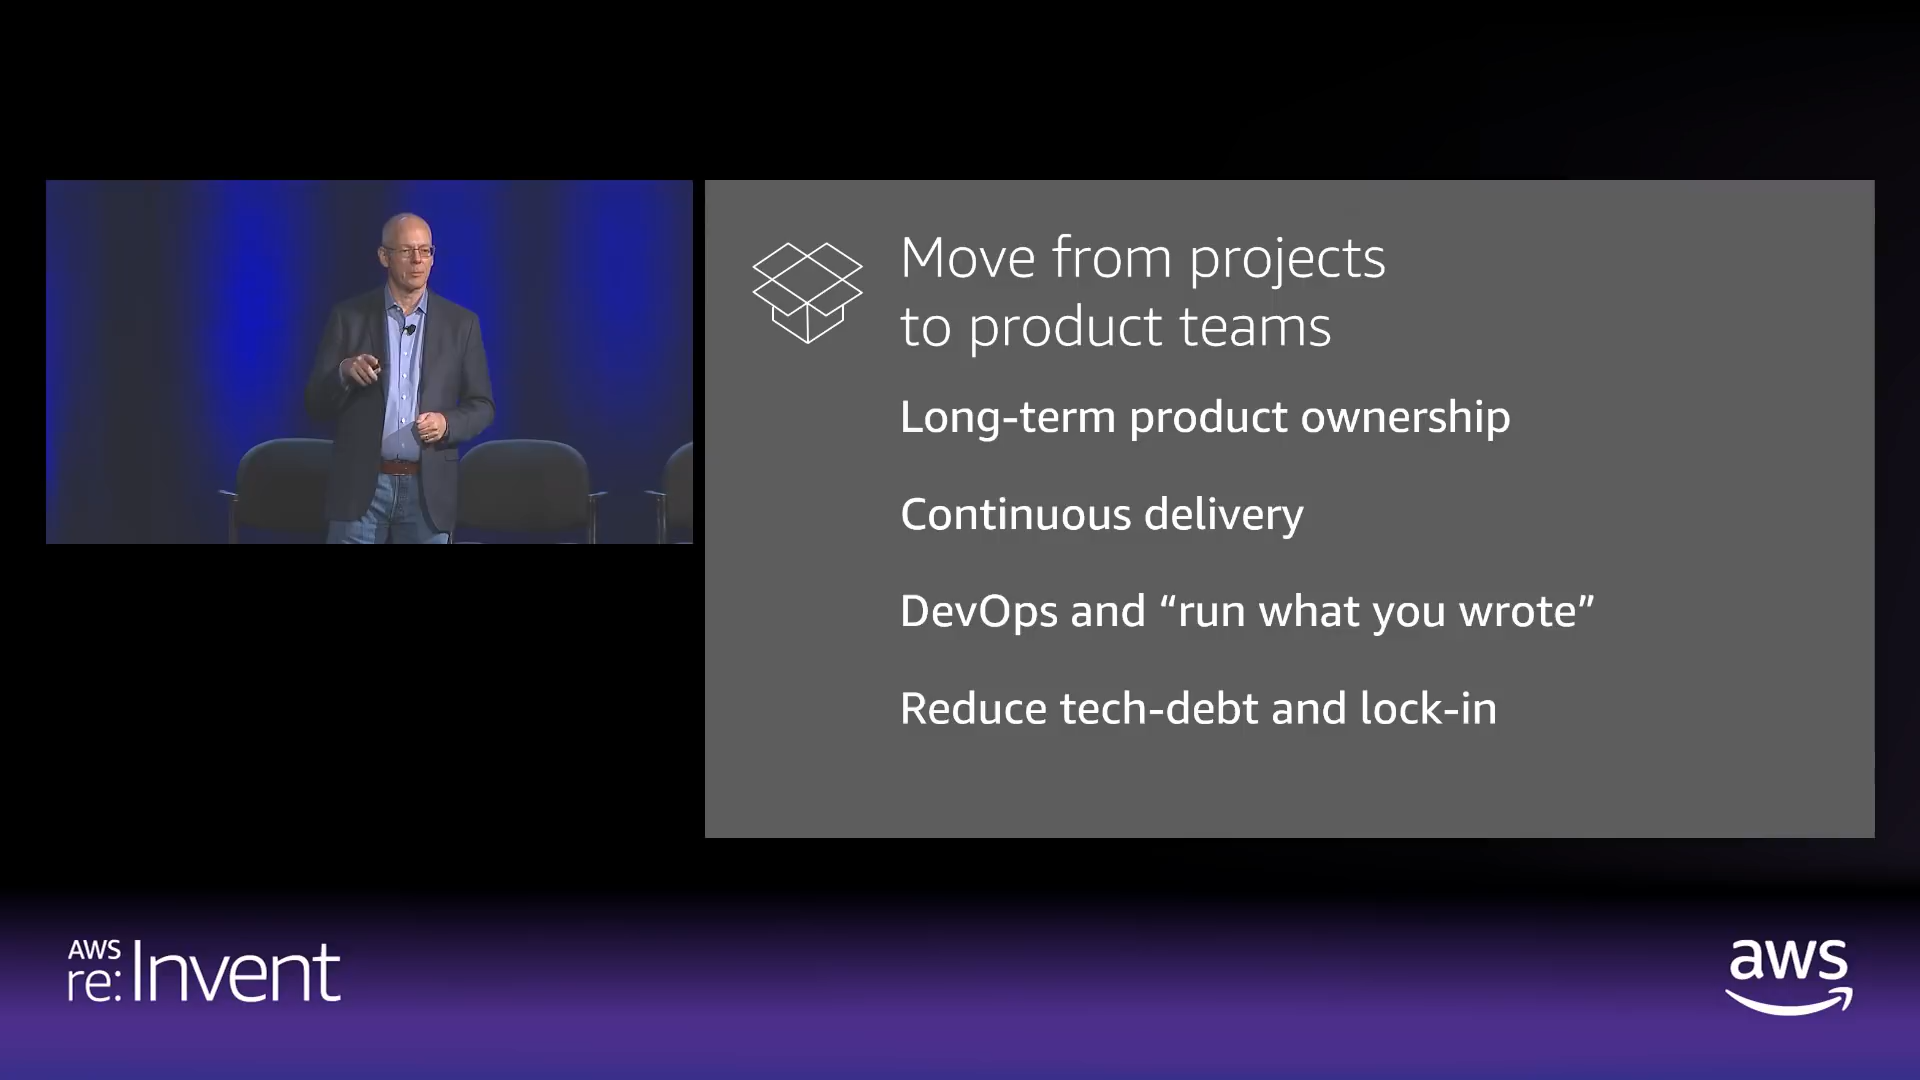 Move from projects
to product teams
Long-term product ownership
Continuous delivery
DevOps and “run what you wrote”
Reduce tech-debt and lock-in
AWS
re:Invent
aws